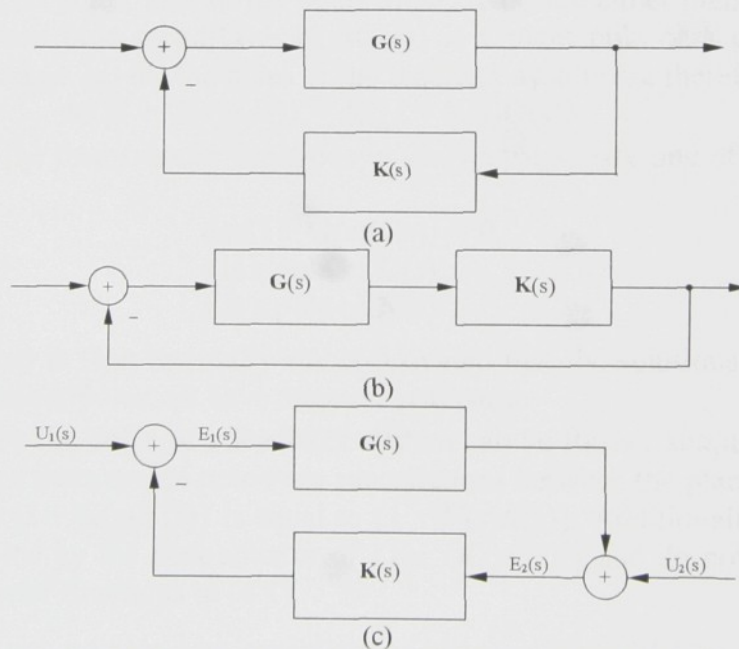 +
G(s)
−
K(s)
(a)
+
G(s)
K(s)
−
(b)
U₁(s)
+
E₁(s)
G(s)
−
K(s)
E₂(s)
+
U₂(s)
(c)